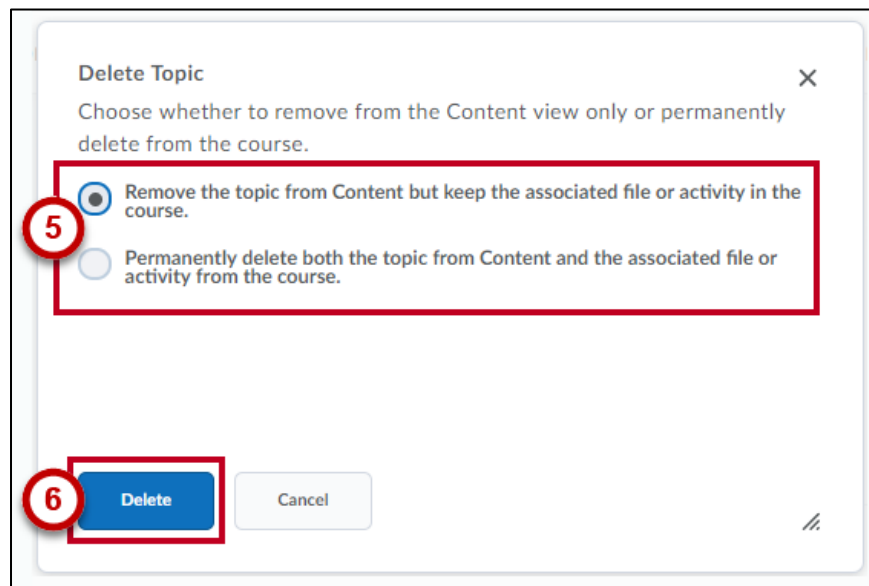 Delete Topic
Choose whether to remove from the Content view only or permanently
delete from the course.
Remove the topic from Content but keep the associated file or activity in the
course.
5
Permanently delete both the topic from Content and the associated file or
activity from the course.
6
Delete
Cancel